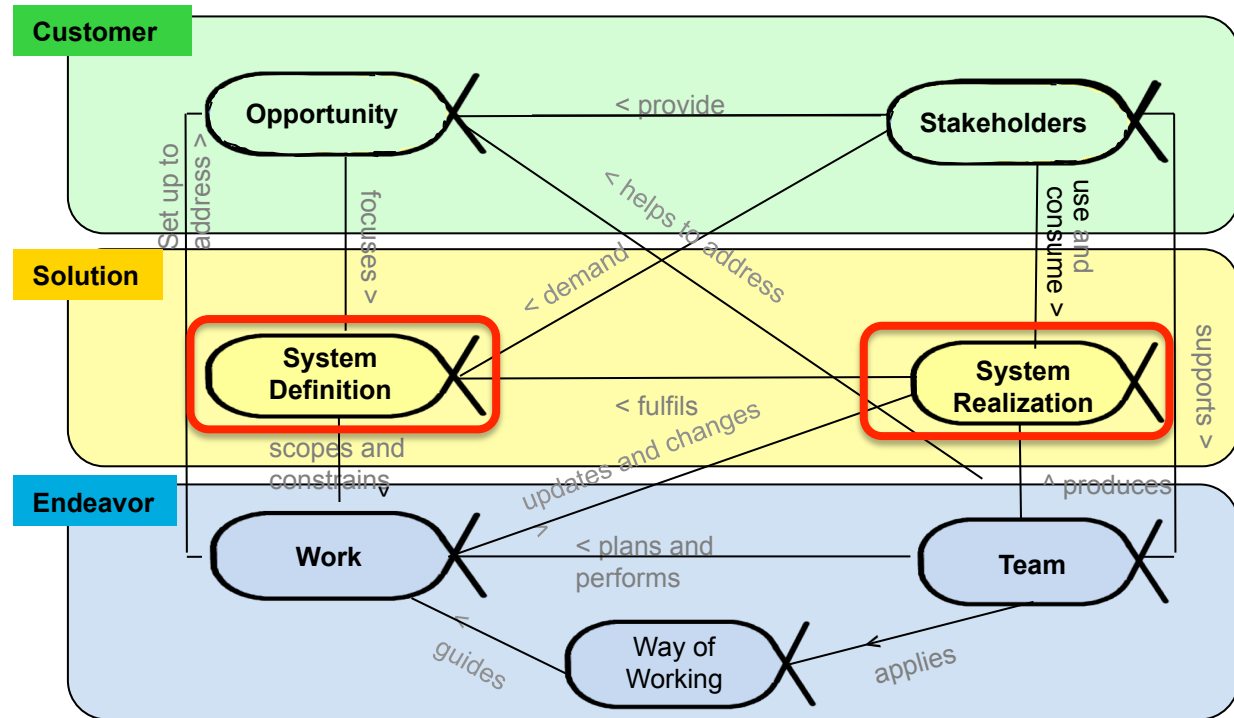 Customer
Opportunity
< provide
Stakeholders
Set up to
address >
focusses >
< helps to address
< demand
use and
consume >
Solution
System
Definition
< fulfils
System
Realization
supports >
scopes and
constrains >
updates and changes >
^ produces
Endeavor
Work
< plans and
performs
Team
< guides
Way of
Working
< applies